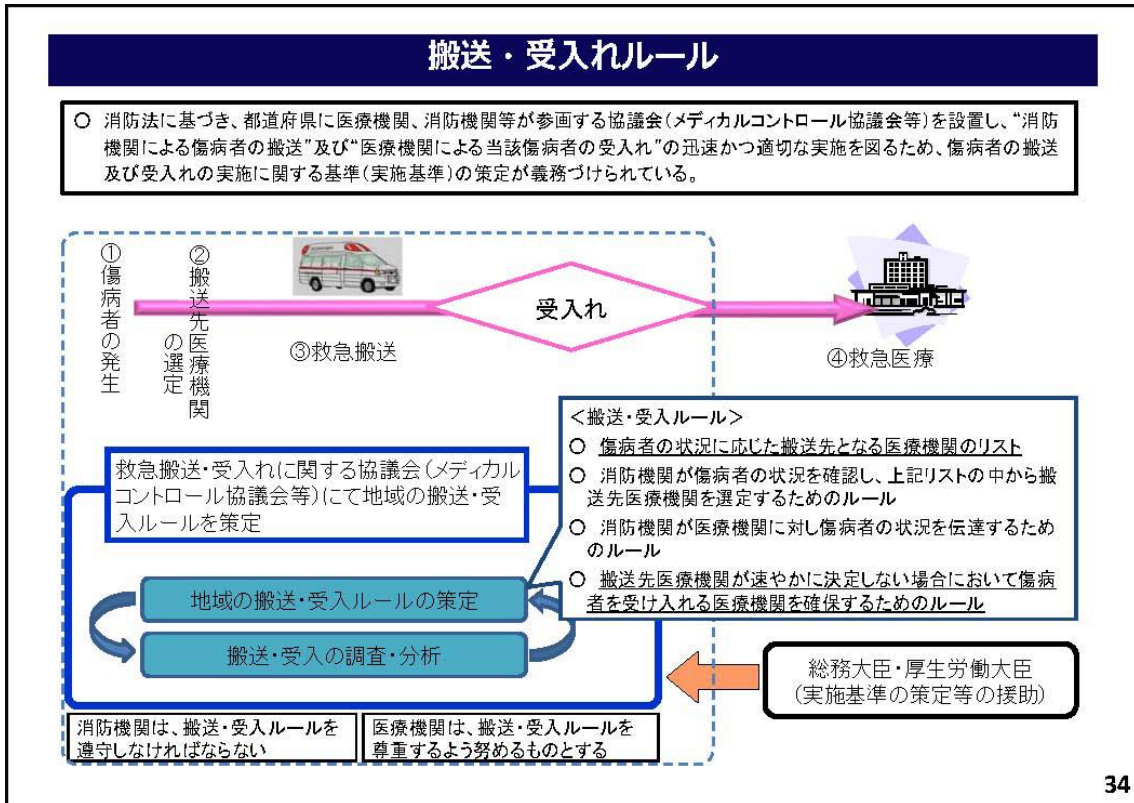 搬送・受入れルール
○ 消防法に基づき、都道府県に医療機関、消防機関等が参画する協議会（メディカルコントロール協議会等）を設置し、“消防
機関による傷病者の搬送”及び“医療機関による当該傷病者の受入れ”の迅速かつ適切な実施を図るため、傷病者の搬送
及び受入れの実施に関する基準（実施基準）の策定が義務づけられている。
①傷病者の発生
②搬送先医療機関
の選定
③救急搬送
受入れ
④救急医療
＜搬送・受入ルール＞
○ 傷病者の状況に応じた搬送先となる医療機関のリスト
○ 消防機関が傷病者の状況を確認し、上記リストの中から搬
送先医療機関を選定するためのルール
○ 消防機関が医療機関に対し傷病者の状況を伝達するため
のルール
○ 搬送先医療機関が速やかに決定しない場合において傷病
者を受け入れる医療機関を確保するためのルール
救急搬送・受入れに関する協議会（メディカル
コントロール協議会等）にて地域の搬送・受
入ルールを策定
地域の搬送・受入ルールの策定
搬送・受入の調査・分析
総務大臣・厚生労働大臣
（実施基準の策定等の援助）
消防機関は、搬送・受入ルールを
遵守しなければならない
医療機関は、搬送・受入ルールを
尊重するよう努めるものとする
34